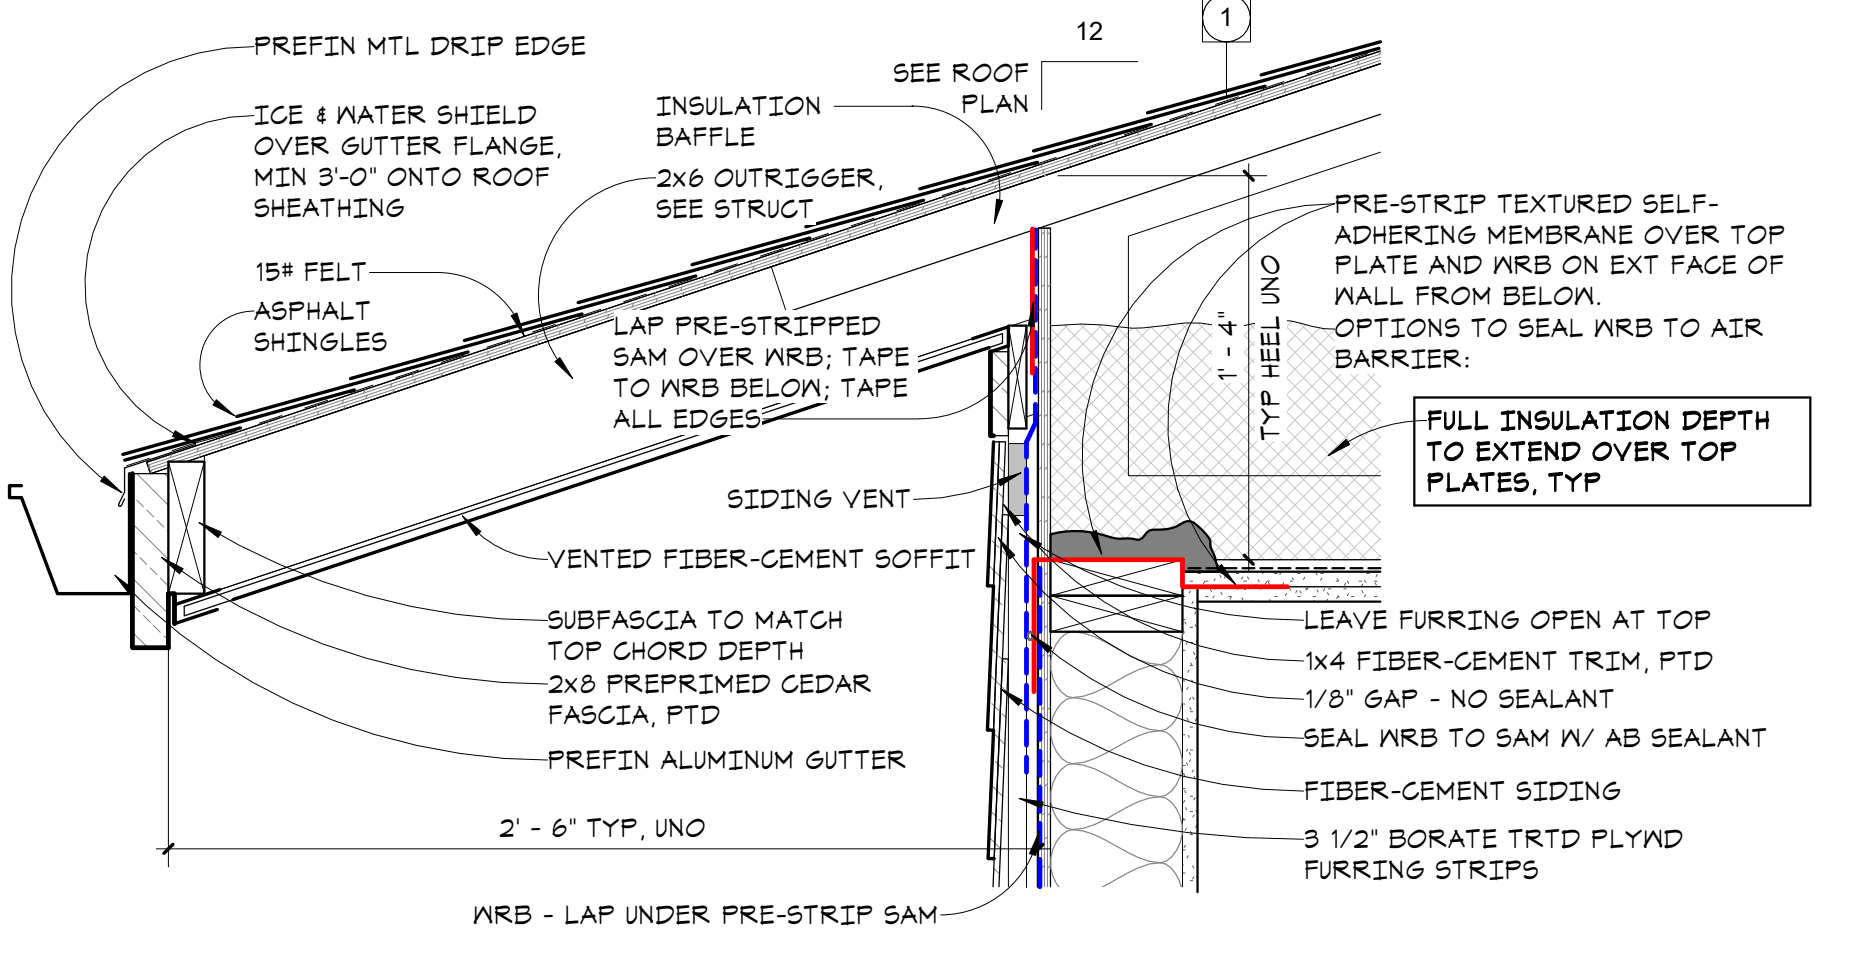 PREFIN MTL DRIP EDGE
ICE & WATER SHIELD
OVER GUTTER FLANGE,
MIN 3'-0" ONTO ROOF
SHEATHING
15# FELT
ASPHALT
SHINGLES
INSULATION
BAFFLE
2x6 OUTRIGGER,
SEE STRUCT
SEE ROOF
PLAN
12
1
LAP PRE-STRIPPED
SAM OVER WRB; TAPE
TO WRB BELOW; TAPE
ALL EDGES
SIDING VENT
VENTED FIBER-CEMENT SOFFIT
SUBFASCIA TO MATCH
TOP CHORD DEPTH
2x8 PREPRIMED CEDAR
FASCIA, PTD
PREFIN ALUMINUM GUTTER
2' - 6" TYP, UNO
WRB - LAP UNDER PRE-STRIP SAM
1' - 4"
TYP HEEL UNO
PRE-STRIP TEXTURED SELF-
ADHERING MEMBRANE OVER TOP
PLATE AND WRB ON EXT FACE OF
WALL FROM BELOW.
OPTIONS TO SEAL WRB TO AIR
BARRIER:
FULL INSULATION DEPTH
TO EXTEND OVER TOP
PLATES, TYP
LEAVE FURRING OPEN AT TOP
1x4 FIBER-CEMENT TRIM, PTD
1/8" GAP - NO SEALANT
SEAL WRB TO SAM W/ AB SEALANT
FIBER-CEMENT SIDING
3 1/2" BORATE TRTD PLYWD
FURRING STRIPS